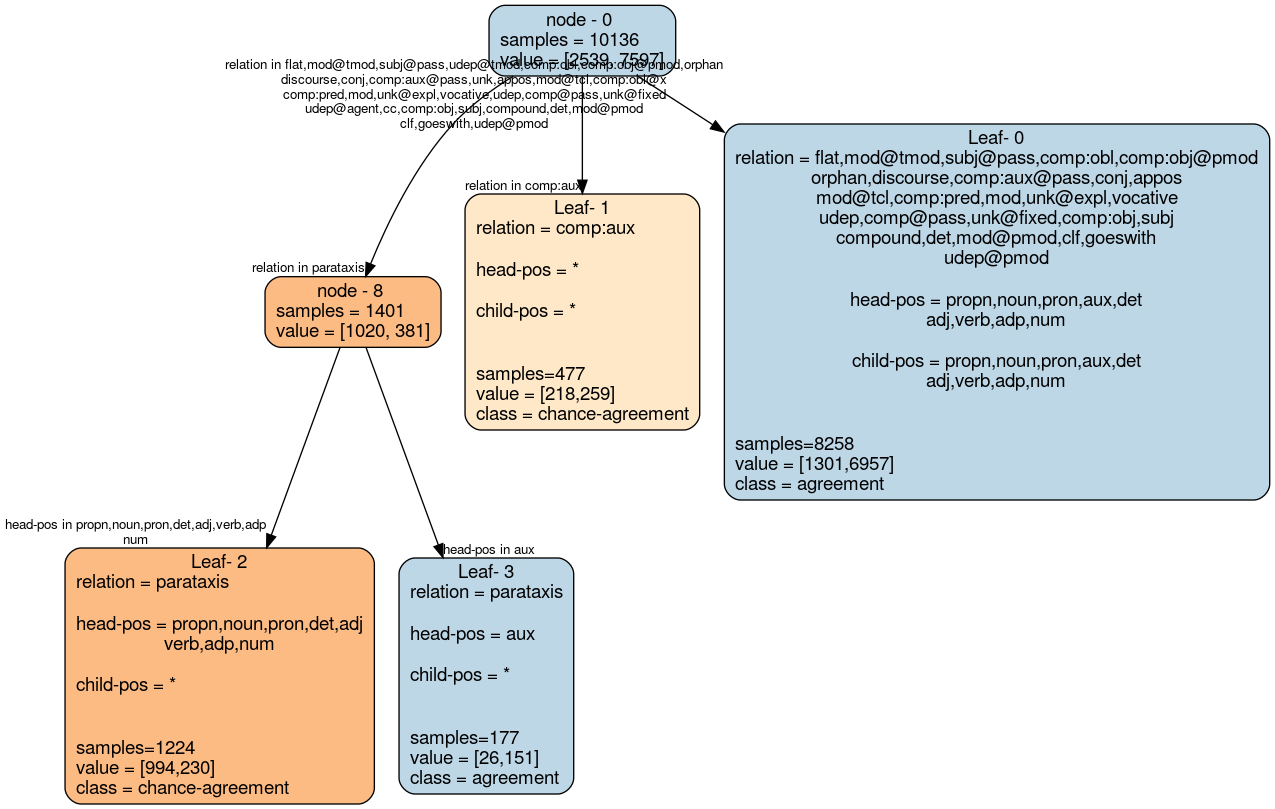 node - 0
samples = 10136
value = [2539, 7597]
relation in flat,mod@tmod,subj@pass,udep@tmod,comp:obl,comp:obj@pmod,orphan
discourse,conj,comp:aux@pass,unk,appos,mod@tcl,comp:obl@x
comp:pred,mod,unk@expl,vocative,udep,comp@pass,unk@fixed
udep@agent,cc,comp:obj,subj,compound,det,mod@pmod
clf,goeswith,udep@pmod
Leaf- 0
relation = flat,mod@tmod,subj@pass,comp:obl,comp:obj@pmod
orphan,discourse,comp:aux@pass,conj,appos
mod@tcl,comp:pred,mod,unk@expl,vocative
udep,comp@pass,unk@fixed,comp:obj,subj
compound,det,mod@pmod,clf,goeswith
udep@pmod
head-pos = propn,noun,pron,aux,det
adj,verb,adp,num
child-pos = propn,noun,pron,aux,det
adj,verb,adp,num
samples=8258
value = [1301,6957]
class = agreement
relation in comp:aux
Leaf- 1
relation = comp:aux
head-pos = *
child-pos = *
samples=477
value = [218,259]
class = chance-agreement
relation in parataxis
node - 8
samples = 1401
value = [1020, 381]
head-pos in propn,noun,pron,det,adj,verb,adp
num
Leaf- 2
relation = parataxis
head-pos = propn,noun,pron,det,adj
verb,adp,num
child-pos = *
samples=1224
value = [994,230]
class = chance-agreement
head-pos in aux
Leaf- 3
relation = parataxis
head-pos = aux
child-pos = *
samples=177
value = [26,151]
class = agreement